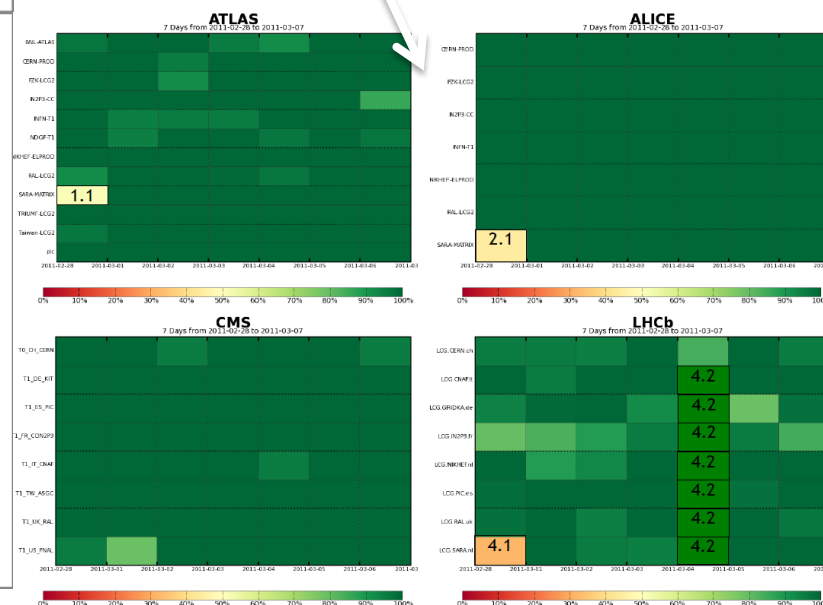 ATLAS
7 Days from 2011-02-28 to 2011-03-07
BNL-ATLAS
CERN-PROD
FZK-LCG2
IN2P3-CC
INFN-T1
NDGF-T1
NIKHEF-ELPROD
RAL-LCG2
SARA-MATRIX 1.1
TRIUMF-LCG2
Taiwan-LCG2
pic
2011-02-28 2011-03-01 2011-03-02 2011-03-03 2011-03-04 2011-03-05 2011-03-06 2011-03
0% 10% 20% 30% 40% 50% 60% 70% 80% 90% 100%
ALICE
7 Days from 2011-02-28 to 2011-03-07
CERN-PROD
FZK-LCG2
IN2P3-CC
INFN-T1
NIKHEF-ELPROD
RAL-LCG2
SARA-MATRIX 2.1
2011-02-28 2011-03-01 2011-03-02 2011-03-03 2011-03-04 2011-03-05 2011-03-06 20
0% 10% 20% 30% 40% 50% 60% 70% 80% 90% 10
CMS
7 Days from 2011-02-28 to 2011-03-07
T0_CH_CERN
T1_DE_KIT
T1_ES_PIC
T1_FR_CCIN2P3
T1_IT_CNAF
T1_TW_ASGC
T1_UK_RAL
T1_US_FNAL
2011-02-28 2011-03-01 2011-03-02 2011-03-03 2011-03-04 2011-03-05 2011-03-06 2011-03
0% 10% 20% 30% 40% 50% 60% 70% 80% 90% 100%
LHCb
7 Days from 2011-02-28 to 2011-03-07
LCG.CERN.ch
LCG.CNAF.it 4.2
LCG.GRIDKA.de 4.2
LCG.IN2P3.fr 4.2
LCG.NIKHEF.nl 4.2
LCG.PIC.es 4.2
LCG.RAL.uk 4.2
LCG.SARA.nl 4.1 4.2
2011-02-28 2011-03-01 2011-03-02 2011-03-03 2011-03-04 2011-03-05 2011-03-06 20
0% 10% 20% 30% 40% 50% 60% 70% 80% 90% 10